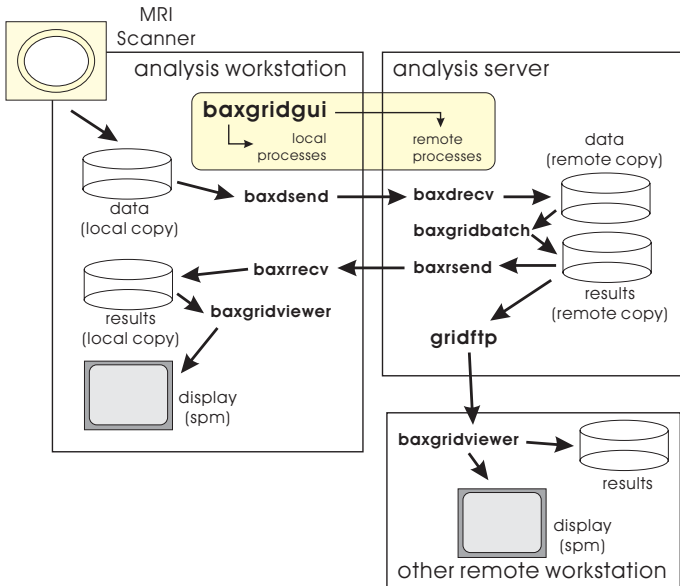 MRI
Scanner
analysis workstation
analysis server
baxgridgui
local
processes
remote
processes
data
(remote copy)
data
(local copy)
baxdsend
baxdrecv
baxgridbatch
baxrrecv
baxrsend
results
(local copy)
baxgridviewer
results
(remote copy)
gridftp
display
(spm)
baxgridviewer
results
display
(spm)
other remote workstation